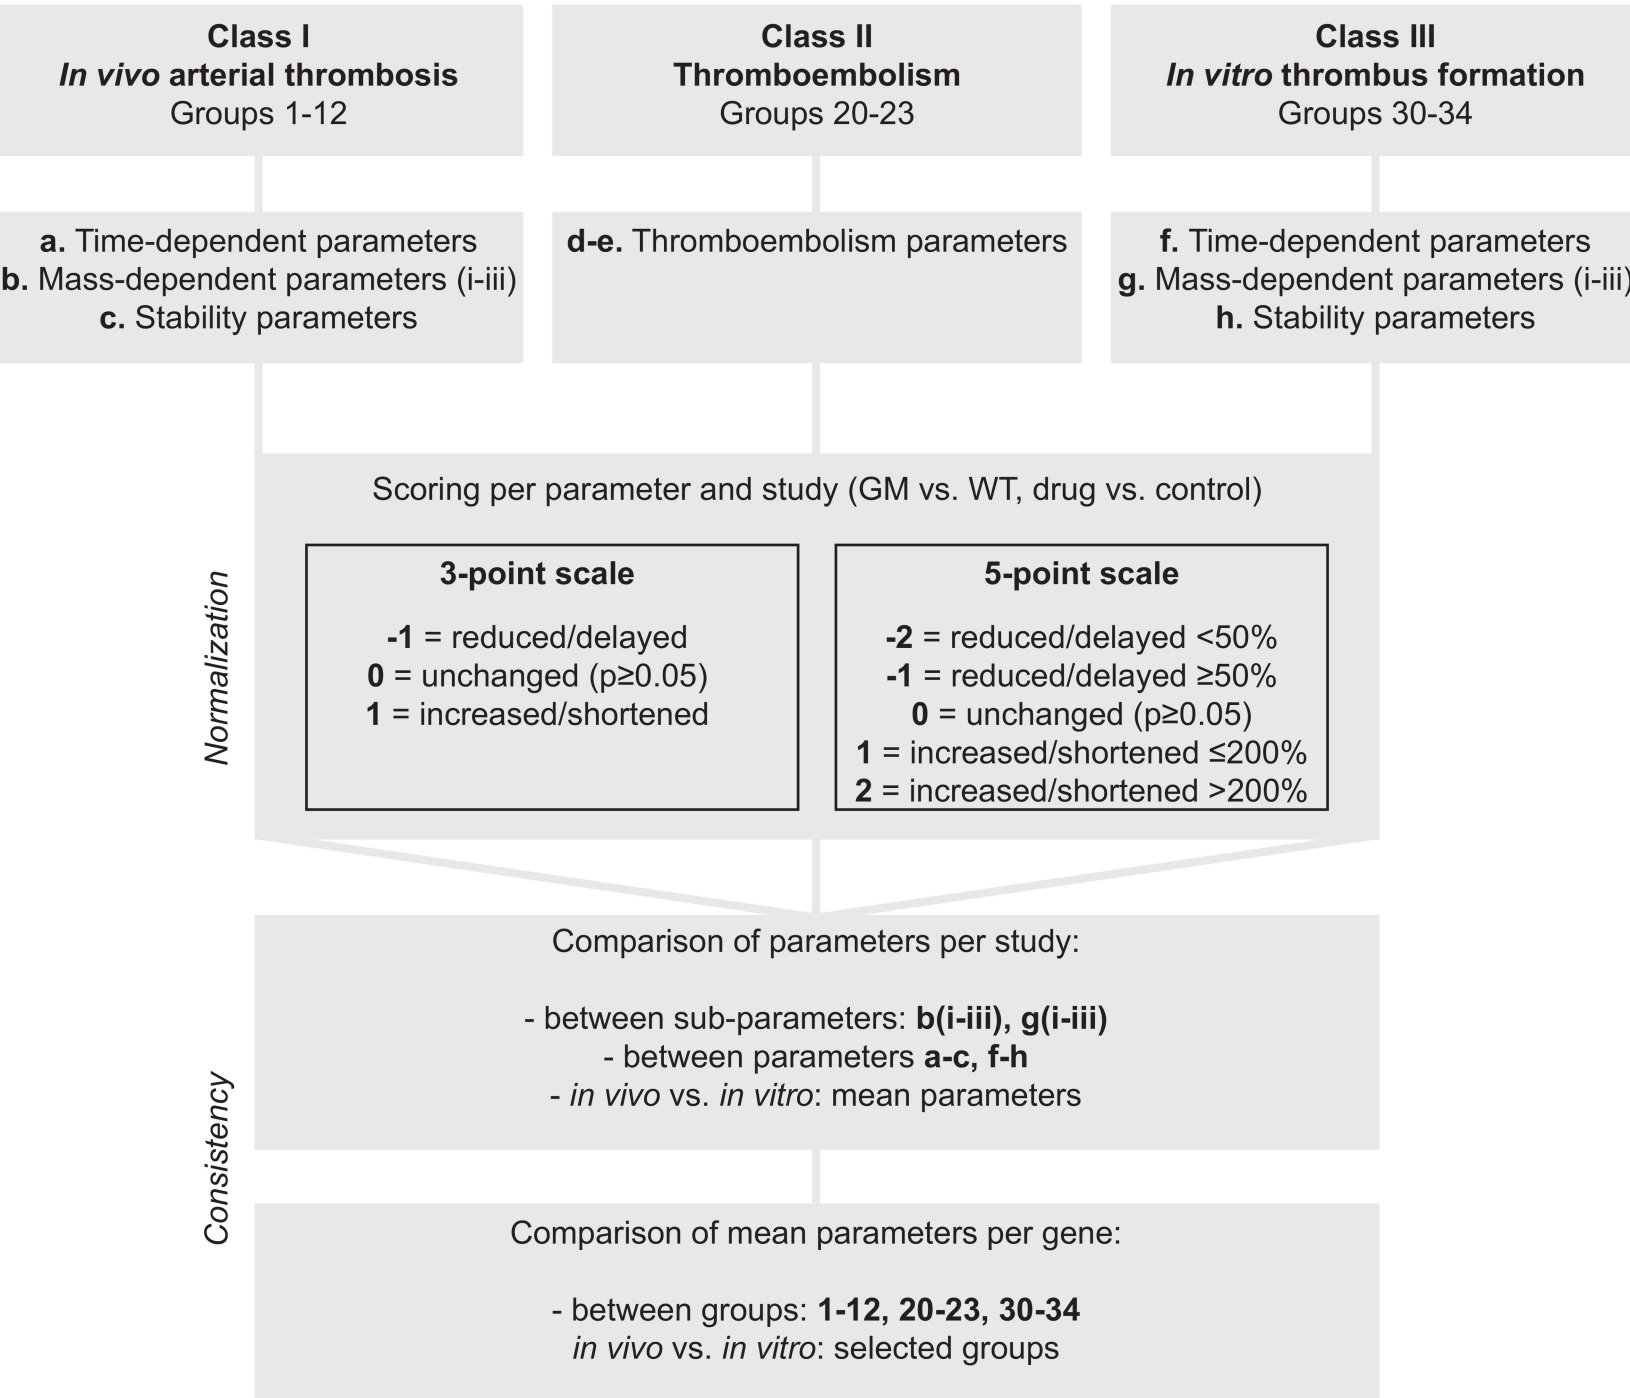 Class I
In vivo arterial thrombosis
Groups 1-12
Class II
Thromboembolism
Groups 20-23
Class III
In vitro thrombus formation
Groups 30-34
a. Time-dependent parameters
b. Mass-dependent parameters (i-iii)
c. Stability parameters
d-e. Thromboembolism parameters
f. Time-dependent parameters
g. Mass-dependent parameters (i-iii)
h. Stability parameters
Normalization
Scoring per parameter and study (GM vs. WT, drug vs. control)
3-point scale
-1 = reduced/delayed
0 = unchanged (p≥0.05)
1 = increased/shortened
5-point scale
-2 = reduced/delayed <50%
-1 = reduced/delayed ≥50%
0 = unchanged (p≥0.05)
1 = increased/shortened ≤200%
2 = increased/shortened >200%
Consistency
Comparison of parameters per study:
- between sub-parameters: b(i-iii), g(i-iii)
- between parameters a-c, f-h
- in vivo vs. in vitro: mean parameters
Comparison of mean parameters per gene:
- between groups: 1-12, 20-23, 30-34
in vivo vs. in vitro: selected groups